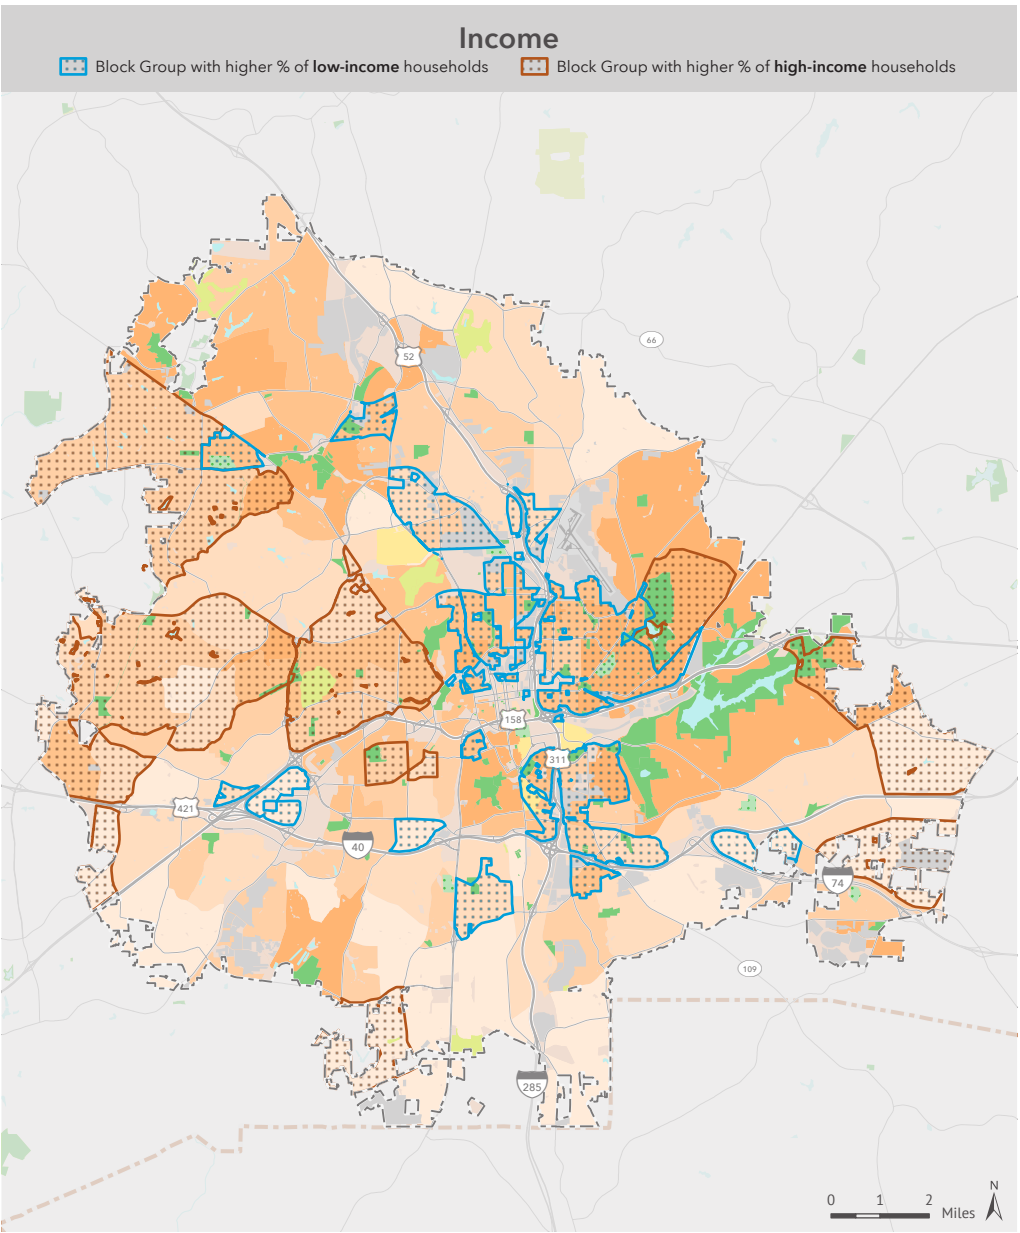 Income
Block Group with higher % of low-income households
Block Group with higher % of high-income households
66
52
158
311
421
40
74
109
285
N
0 1 2
Miles